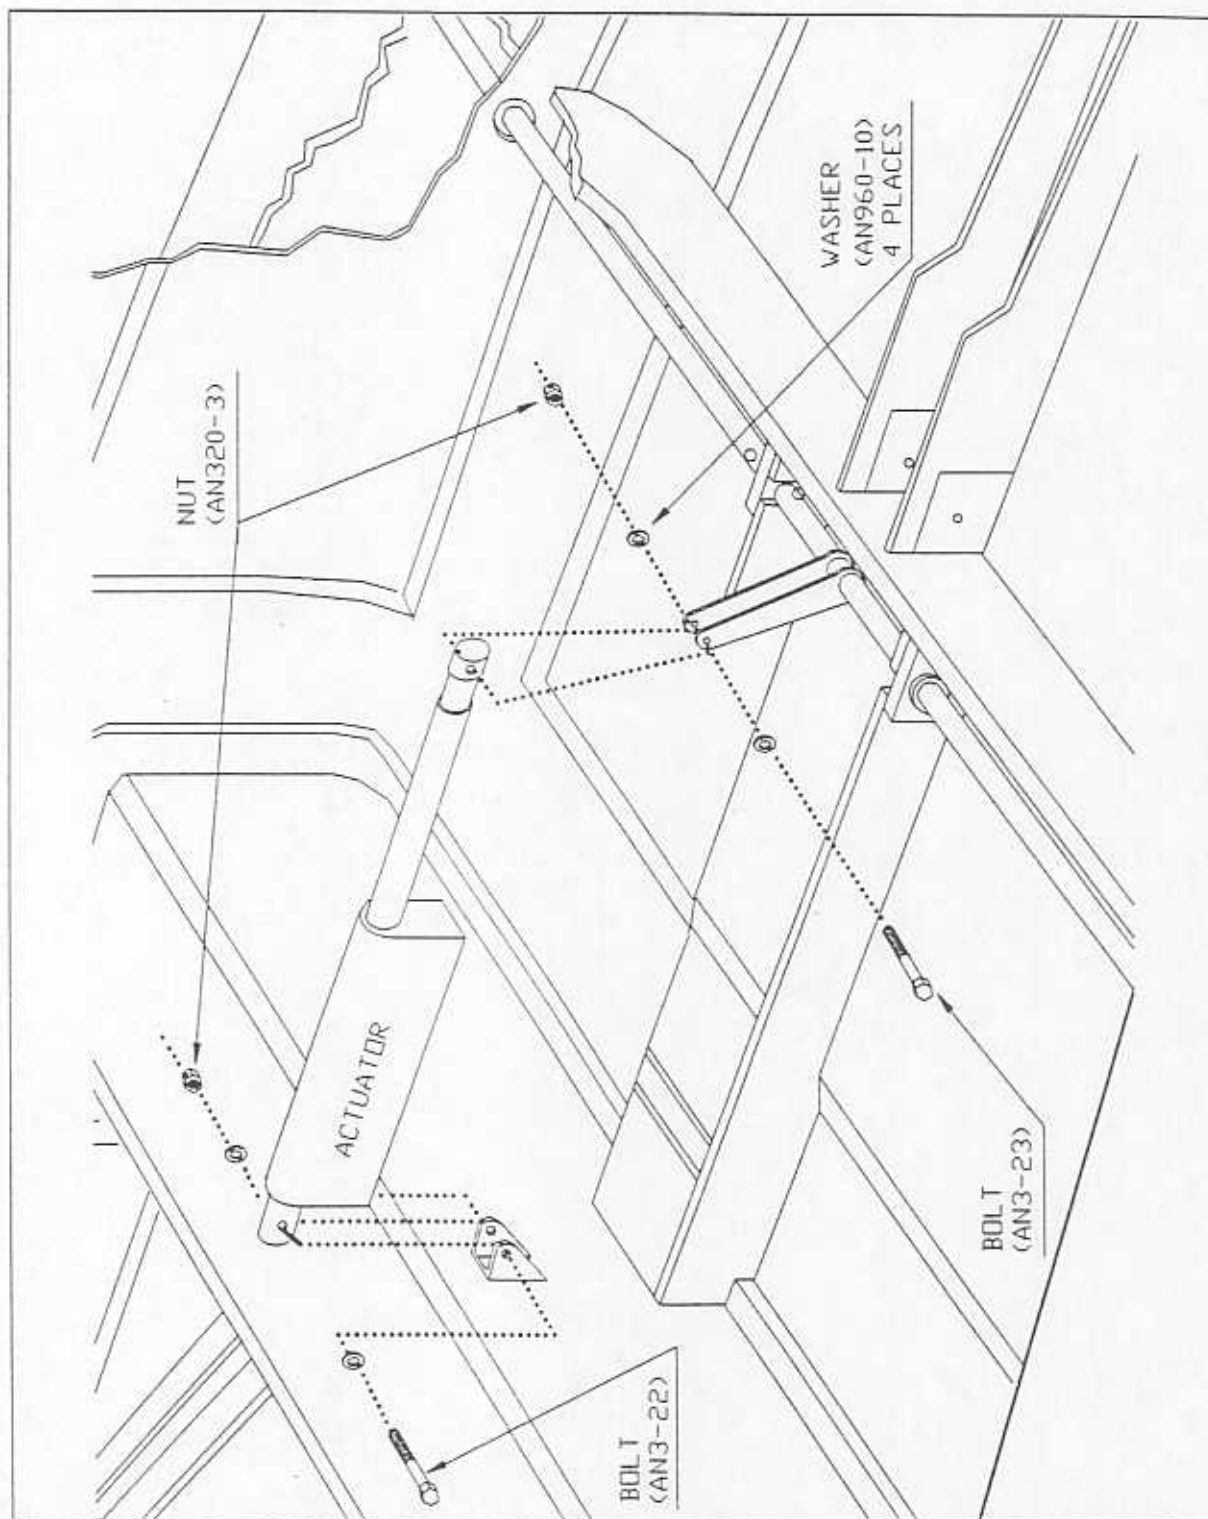 NUT
(AN320-3)
WASHER
(AN960-10)
4 PLACES
ACTUATOR
BOLT
(AN3-22)
BOLT
(AN3-23)